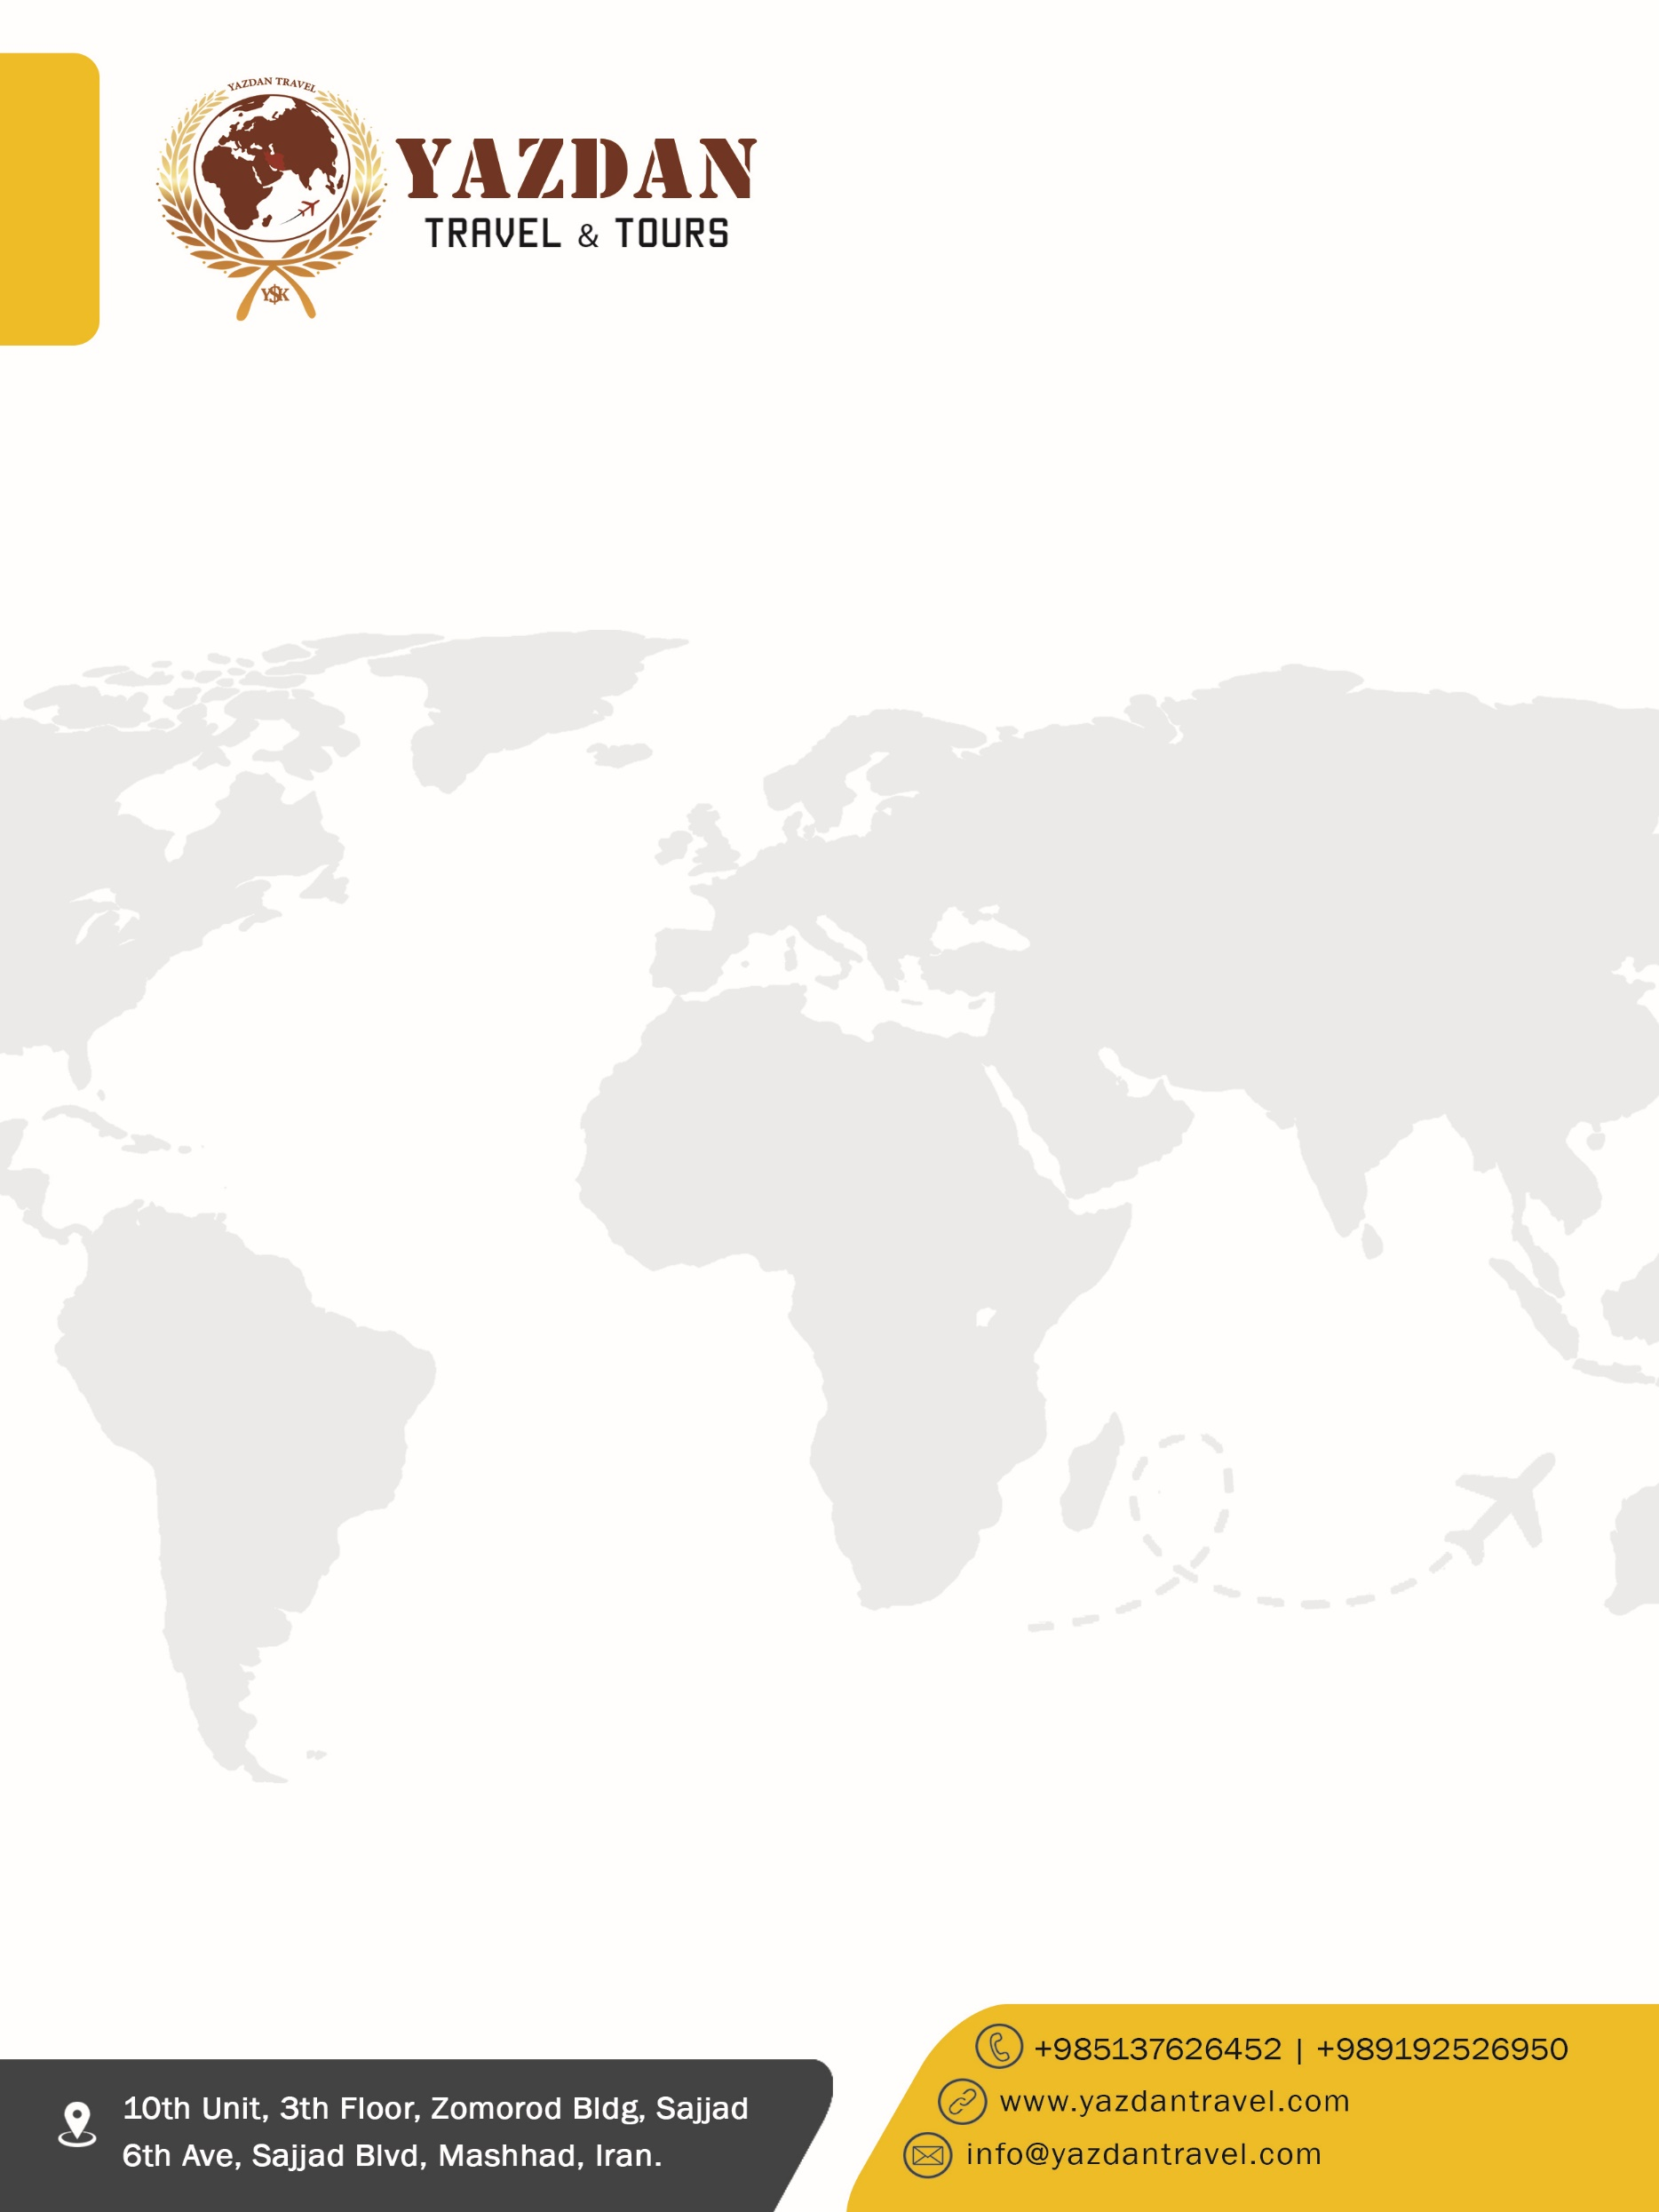 YAZDAN TRAVEL
YAZDAN
TRAVEL & TOURS
Y$K
10th Unit, 3th Floor, Zomorod Bldg, Sajjad
6th Ave, Sajjad Blvd, Mashhad, Iran.
+985137626452 | +989192526950
www.yazdantravel.com
info@yazdantravel.com